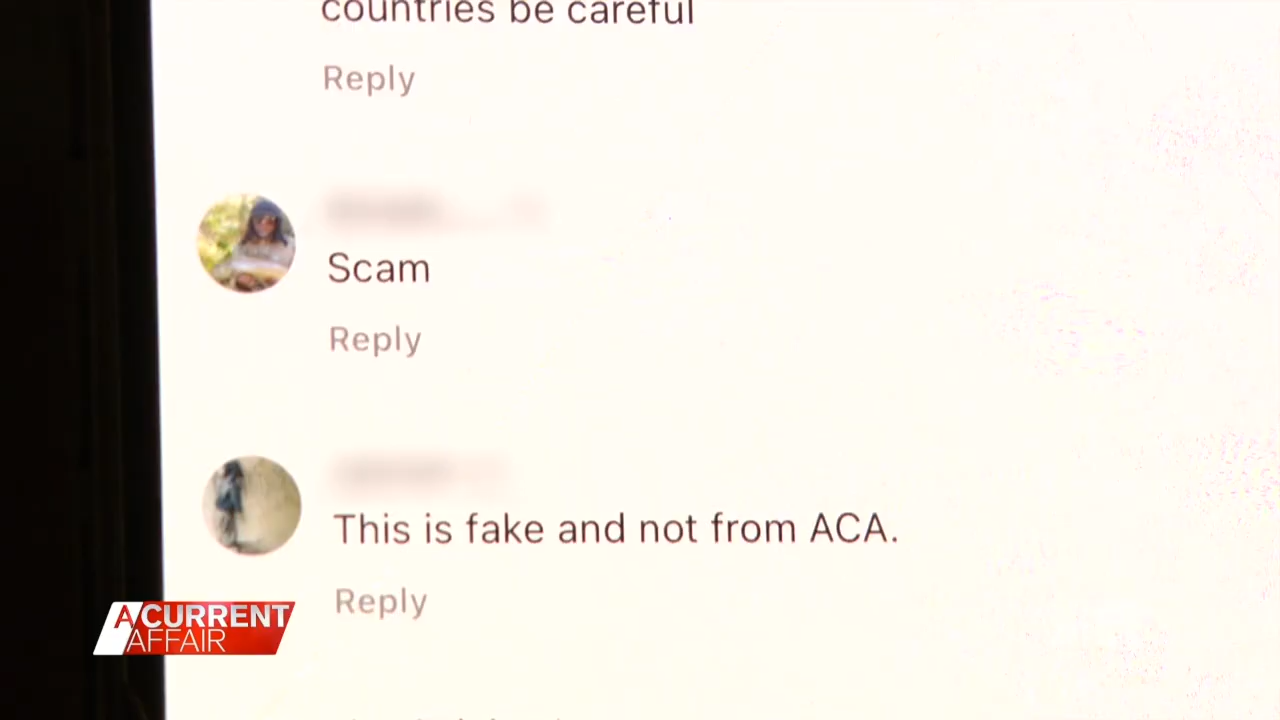 countries be careful
Reply
Scam
Reply
This is fake and not from ACA.
Reply
A CURRENT
AFFAIR